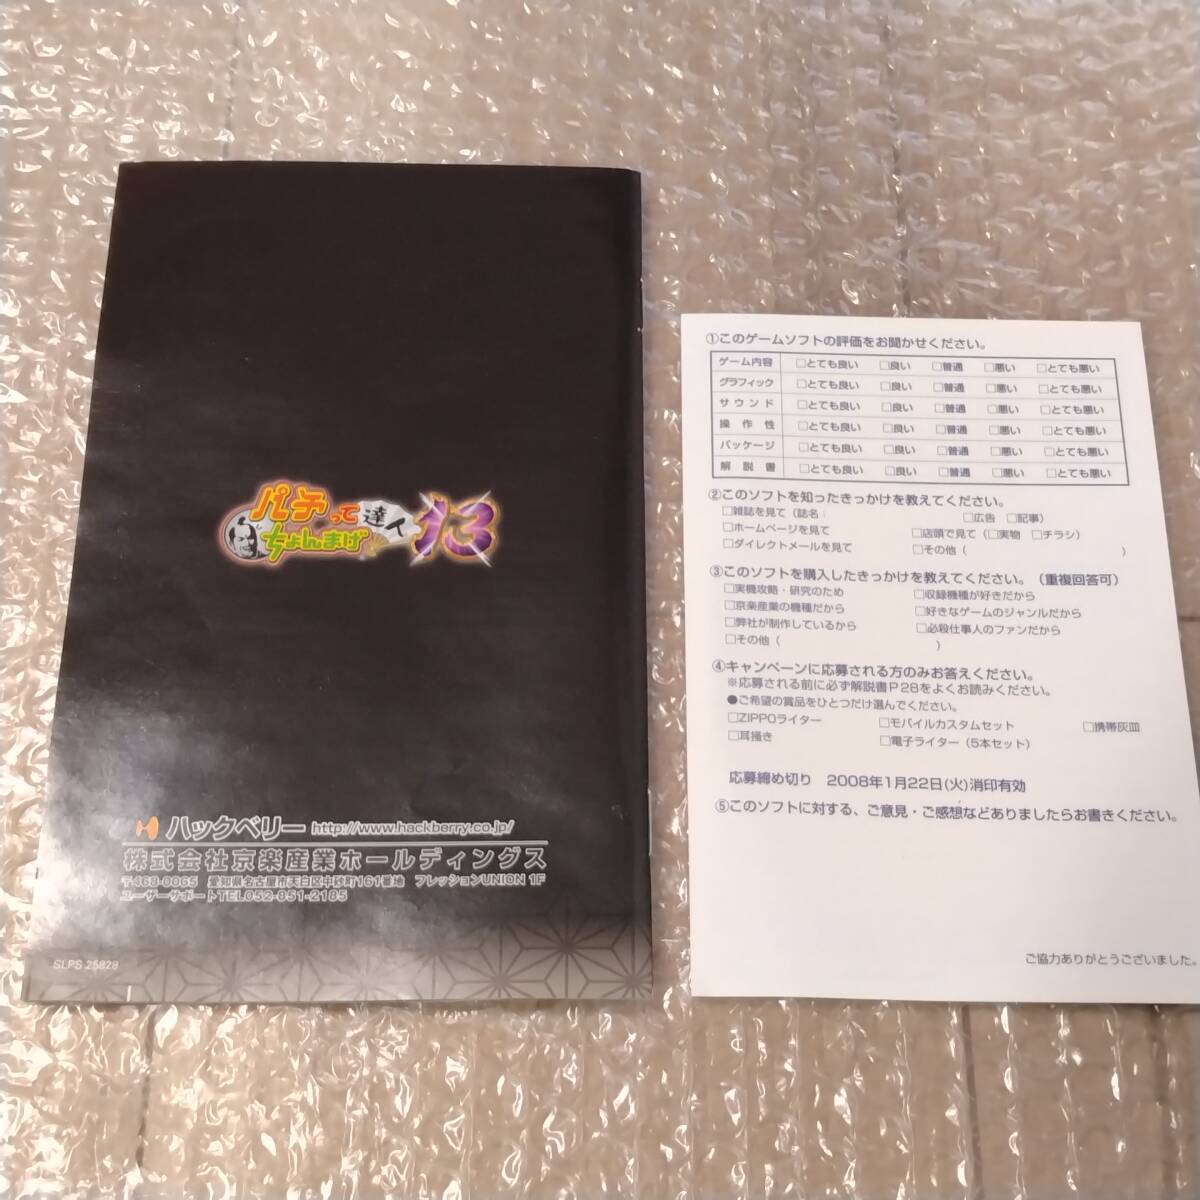 パチって
ちょんまげ
達人
13
ハックベリー http://www.hackberry.co.jp/
株式会社京楽産業ホールディングス
〒468-0065 愛知県名古屋市天白区中砂町161番地 フレッションUNION 1F
ユーザーサポートTEL052-851-2185
SLPS 25828
①このゲームソフトの評価をお聞かせください。
ゲーム内容 □とても良い □良い □普通 □悪い □とても悪い
グラフィック □とても良い □良い □普通 □悪い □とても悪い
サウンド □とても良い □良い □普通 □悪い □とても悪い
操作性 □とても良い □良い □普通 □悪い □とても悪い
パッケージ □とても良い □良い □普通 □悪い □とても悪い
解説書 □とても良い □良い □普通 □悪い □とても悪い
②このソフトを知ったきっかけを教えてください。
□雑誌を見て（誌名： □広告 □記事）
□ホームページを見て □店頭で見て（□実物 □チラシ）
□ダイレクトメールを見て □その他（ ）
③このソフトを購入したきっかけを教えてください。（重複回答可）
□実機攻略・研究のため □収録機種が好きだから
□京楽産業の機種だから □好きなゲームのジャンルだから
□弊社が制作しているから □必殺仕事人のファンだから
□その他（ ）
④キャンペーンに応募される方のみお答えください。
※応募される前に必ず解説書P28をよくお読みください。
●ご希望の賞品をひとつだけ選んでください。
□ZIPPOライター □モバイルカスタムセット □携帯灰皿
□耳掻き □電子ライター（5本セット）
応募締め切り 2008年1月22日(火)消印有効
⑤このソフトに対する、ご意見・ご感想などありましたらお書きください。
ご協力ありがとうございました。